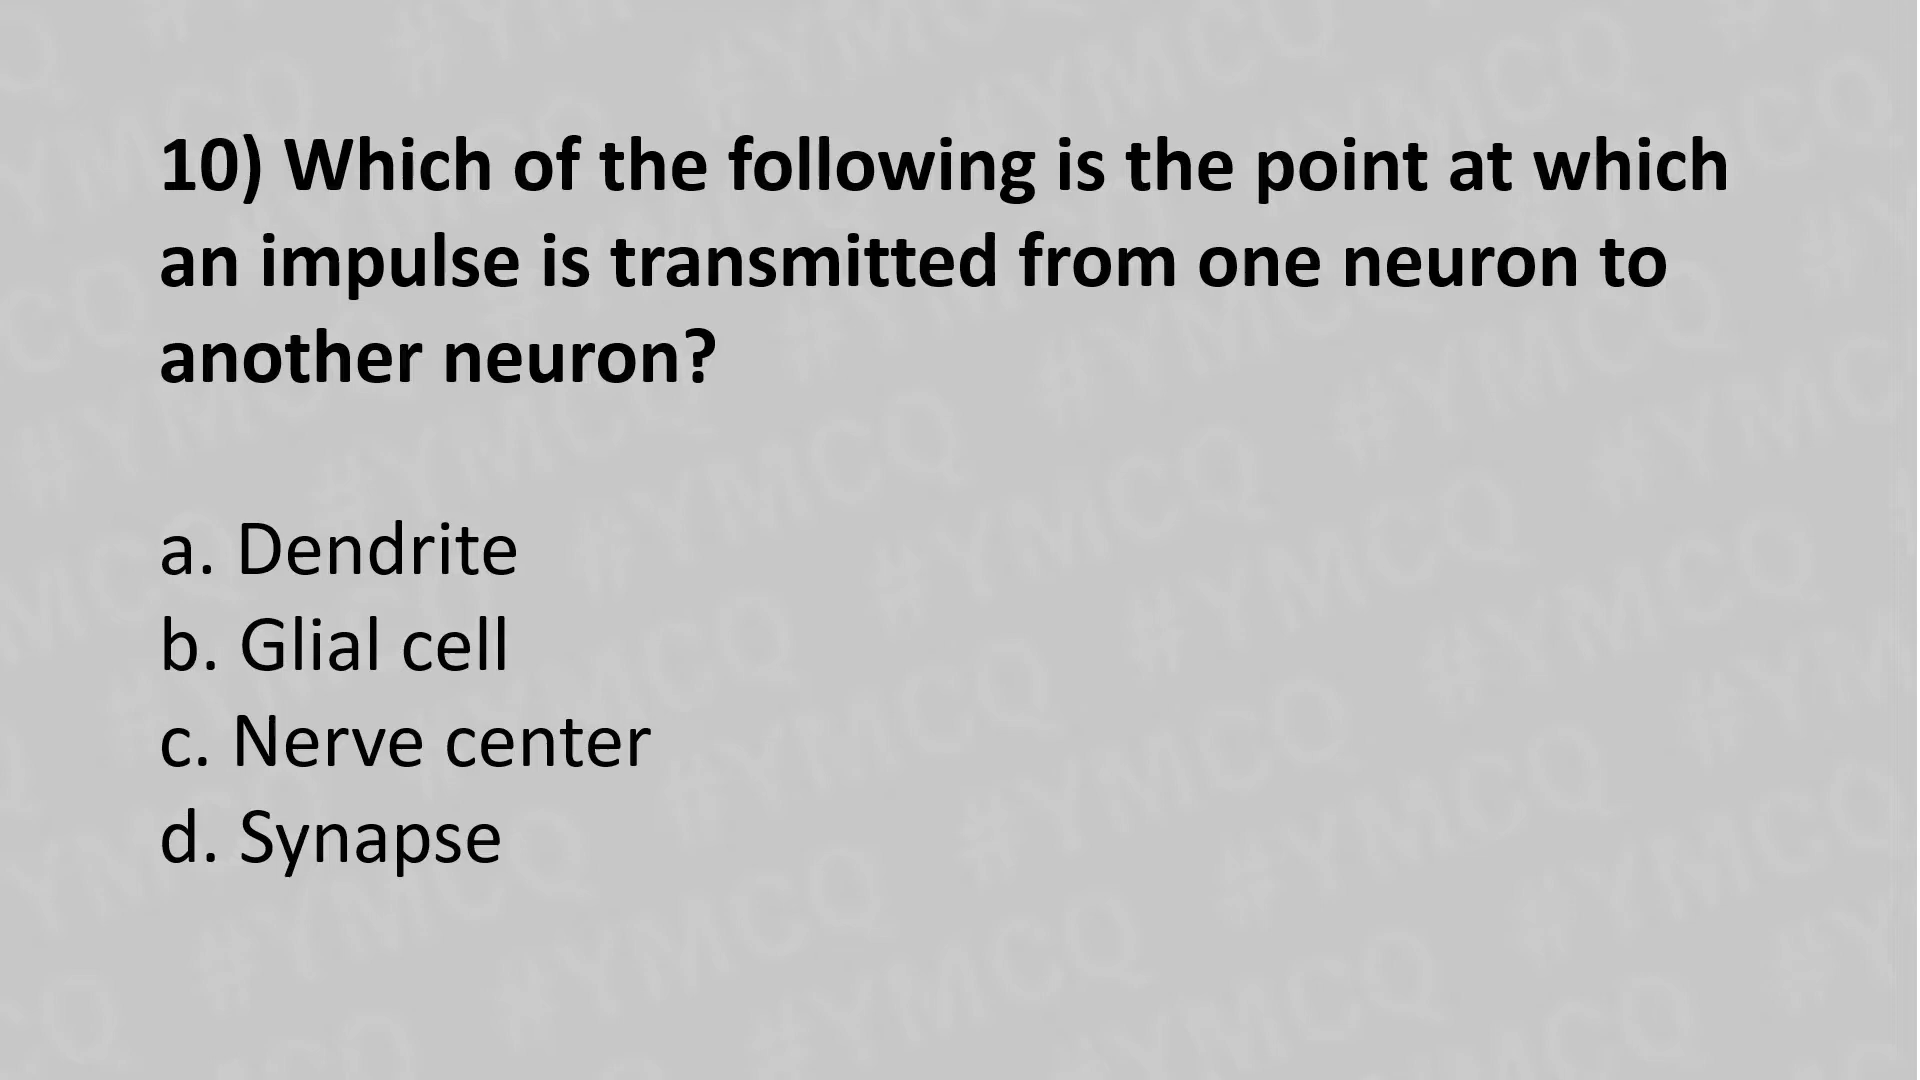 10) Which of the following is the point at which
an impulse is transmitted from one neuron to
another neuron?
a. Dendrite
b. Glial cell
c. Nerve center
d. Synapse
#YMCQ